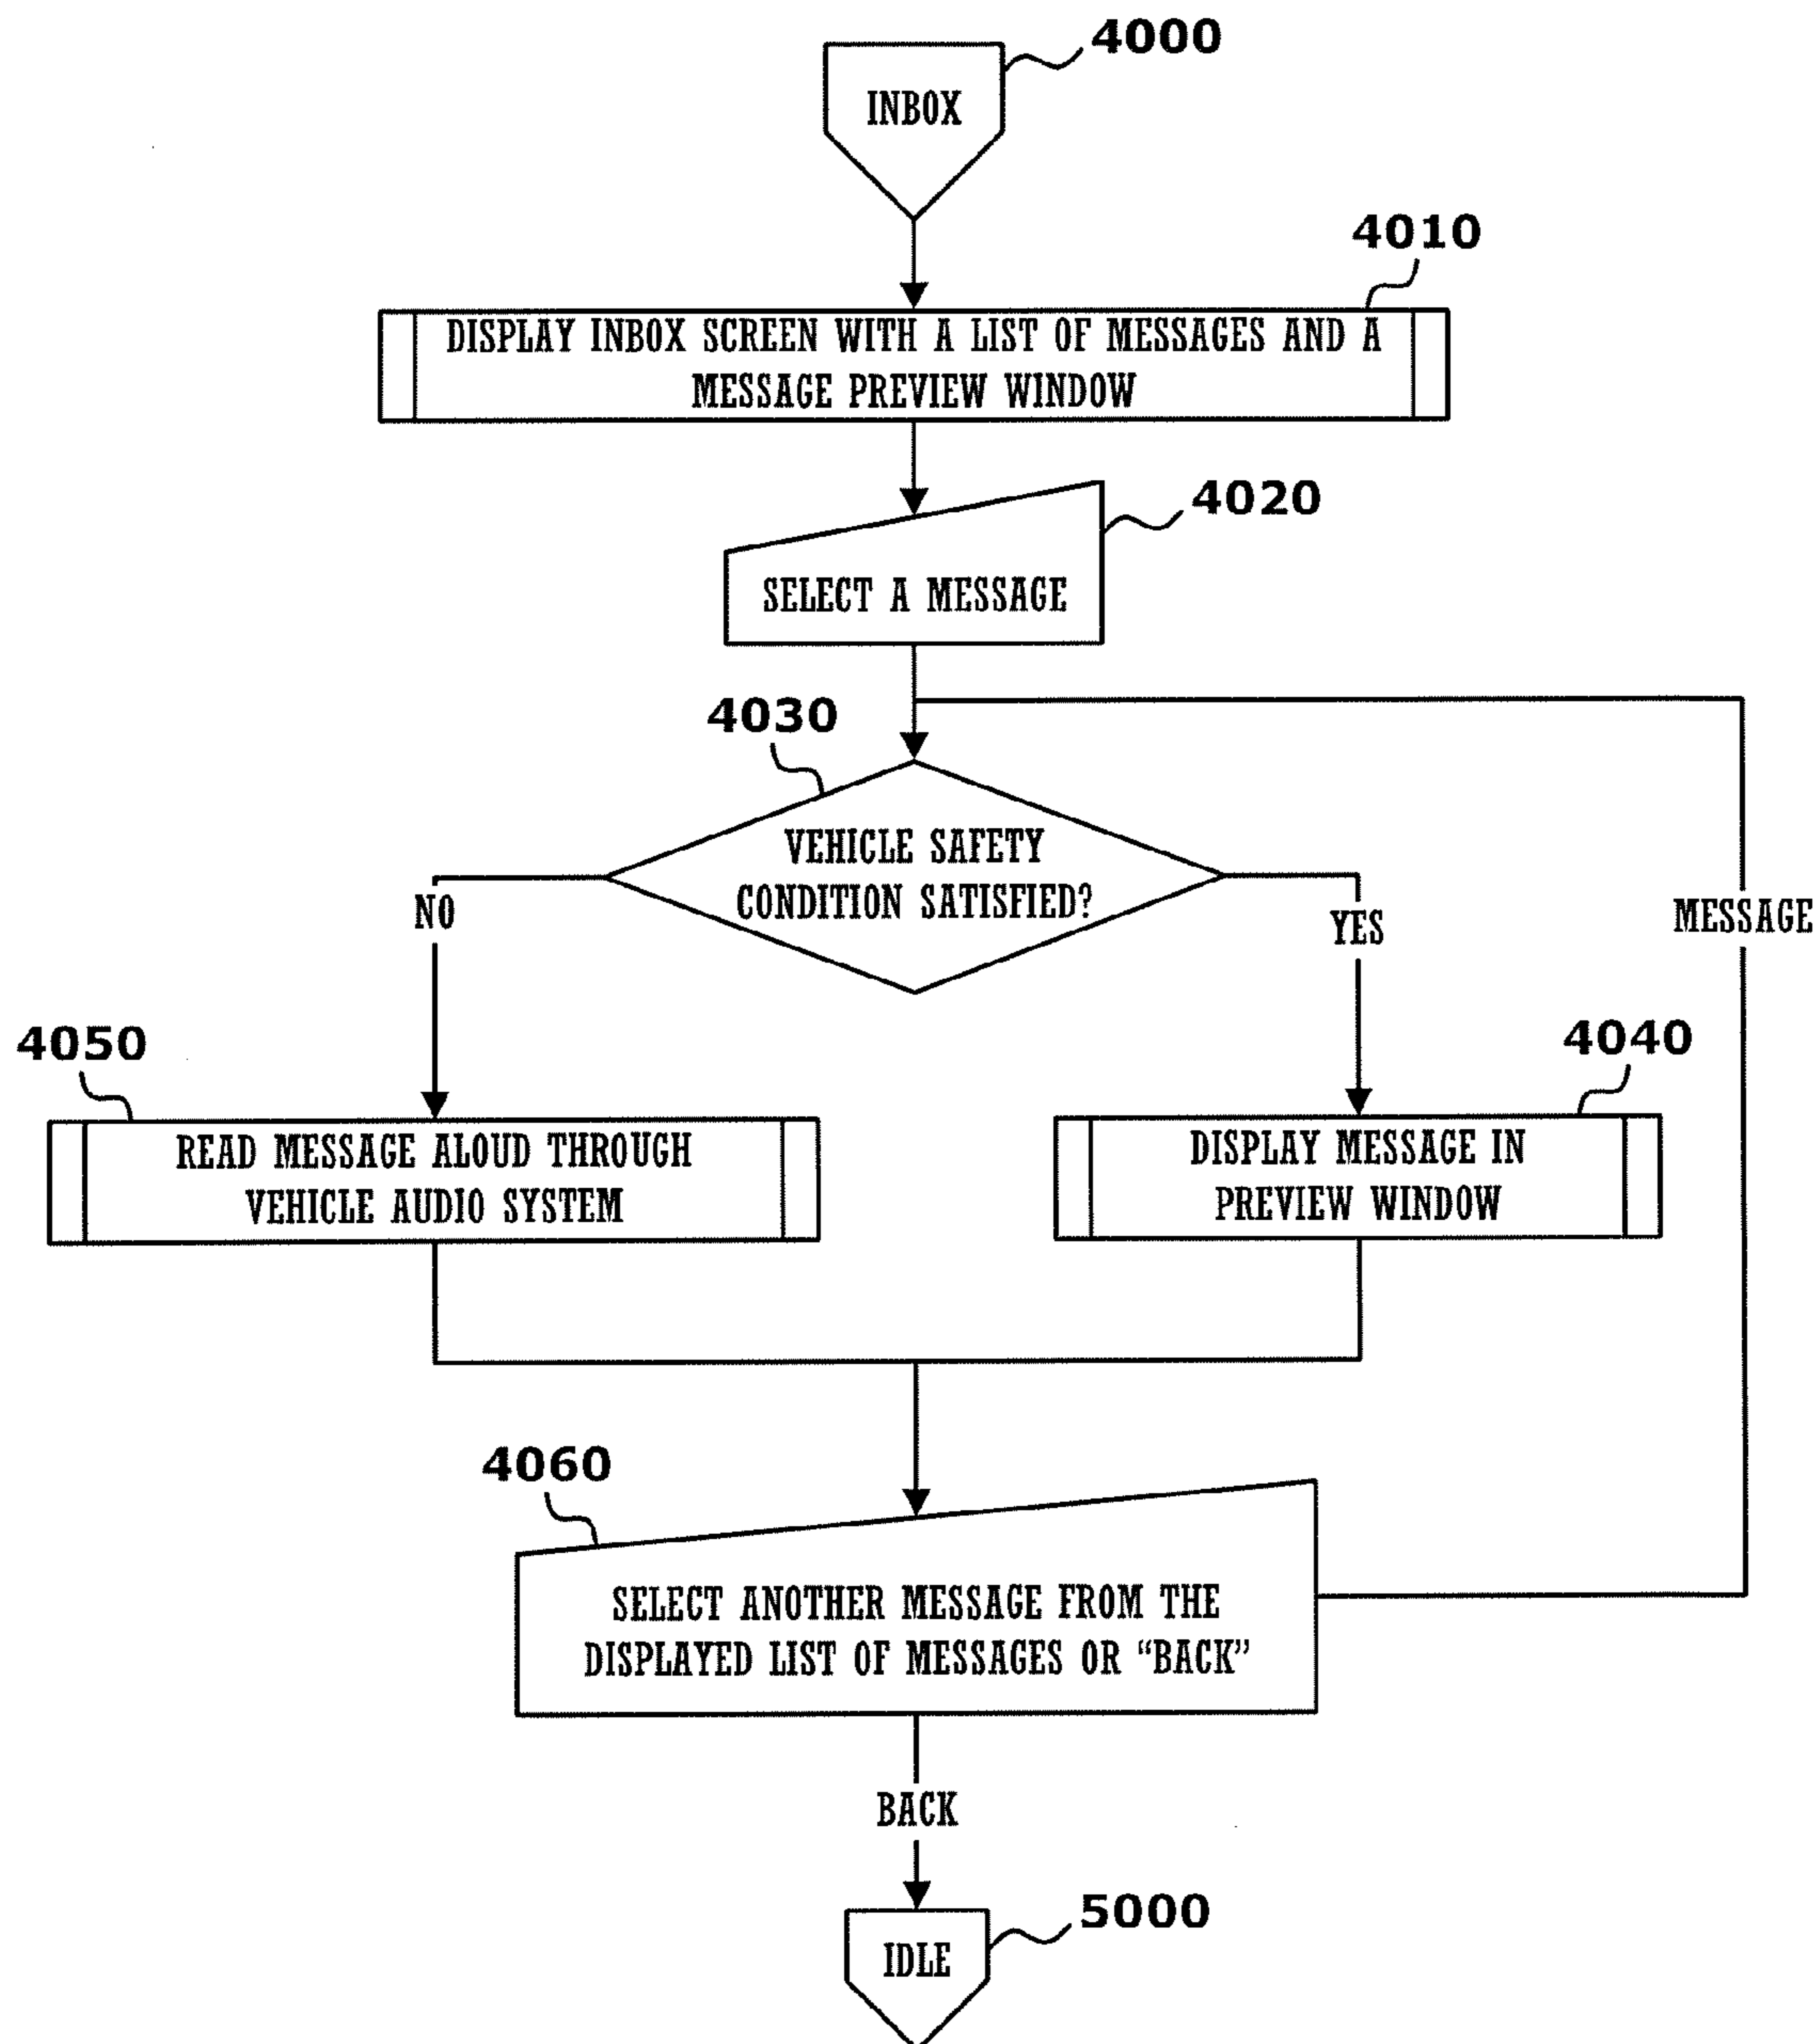 4000
INBOX
4010
DISPLAY INBOX SCREEN WITH A LIST OF MESSAGES AND A
MESSAGE PREVIEW WINDOW
4020
SELECT A MESSAGE
4030
VEHICLE SAFETY
CONDITION SATISFIED?
NO
YES
MESSAGE
4050
READ MESSAGE ALOUD THROUGH
VEHICLE AUDIO SYSTEM
4040
DISPLAY MESSAGE IN
PREVIEW WINDOW
4060
SELECT ANOTHER MESSAGE FROM THE
DISPLAYED LIST OF MESSAGES OR “BACK”
BACK
5000
IDLE